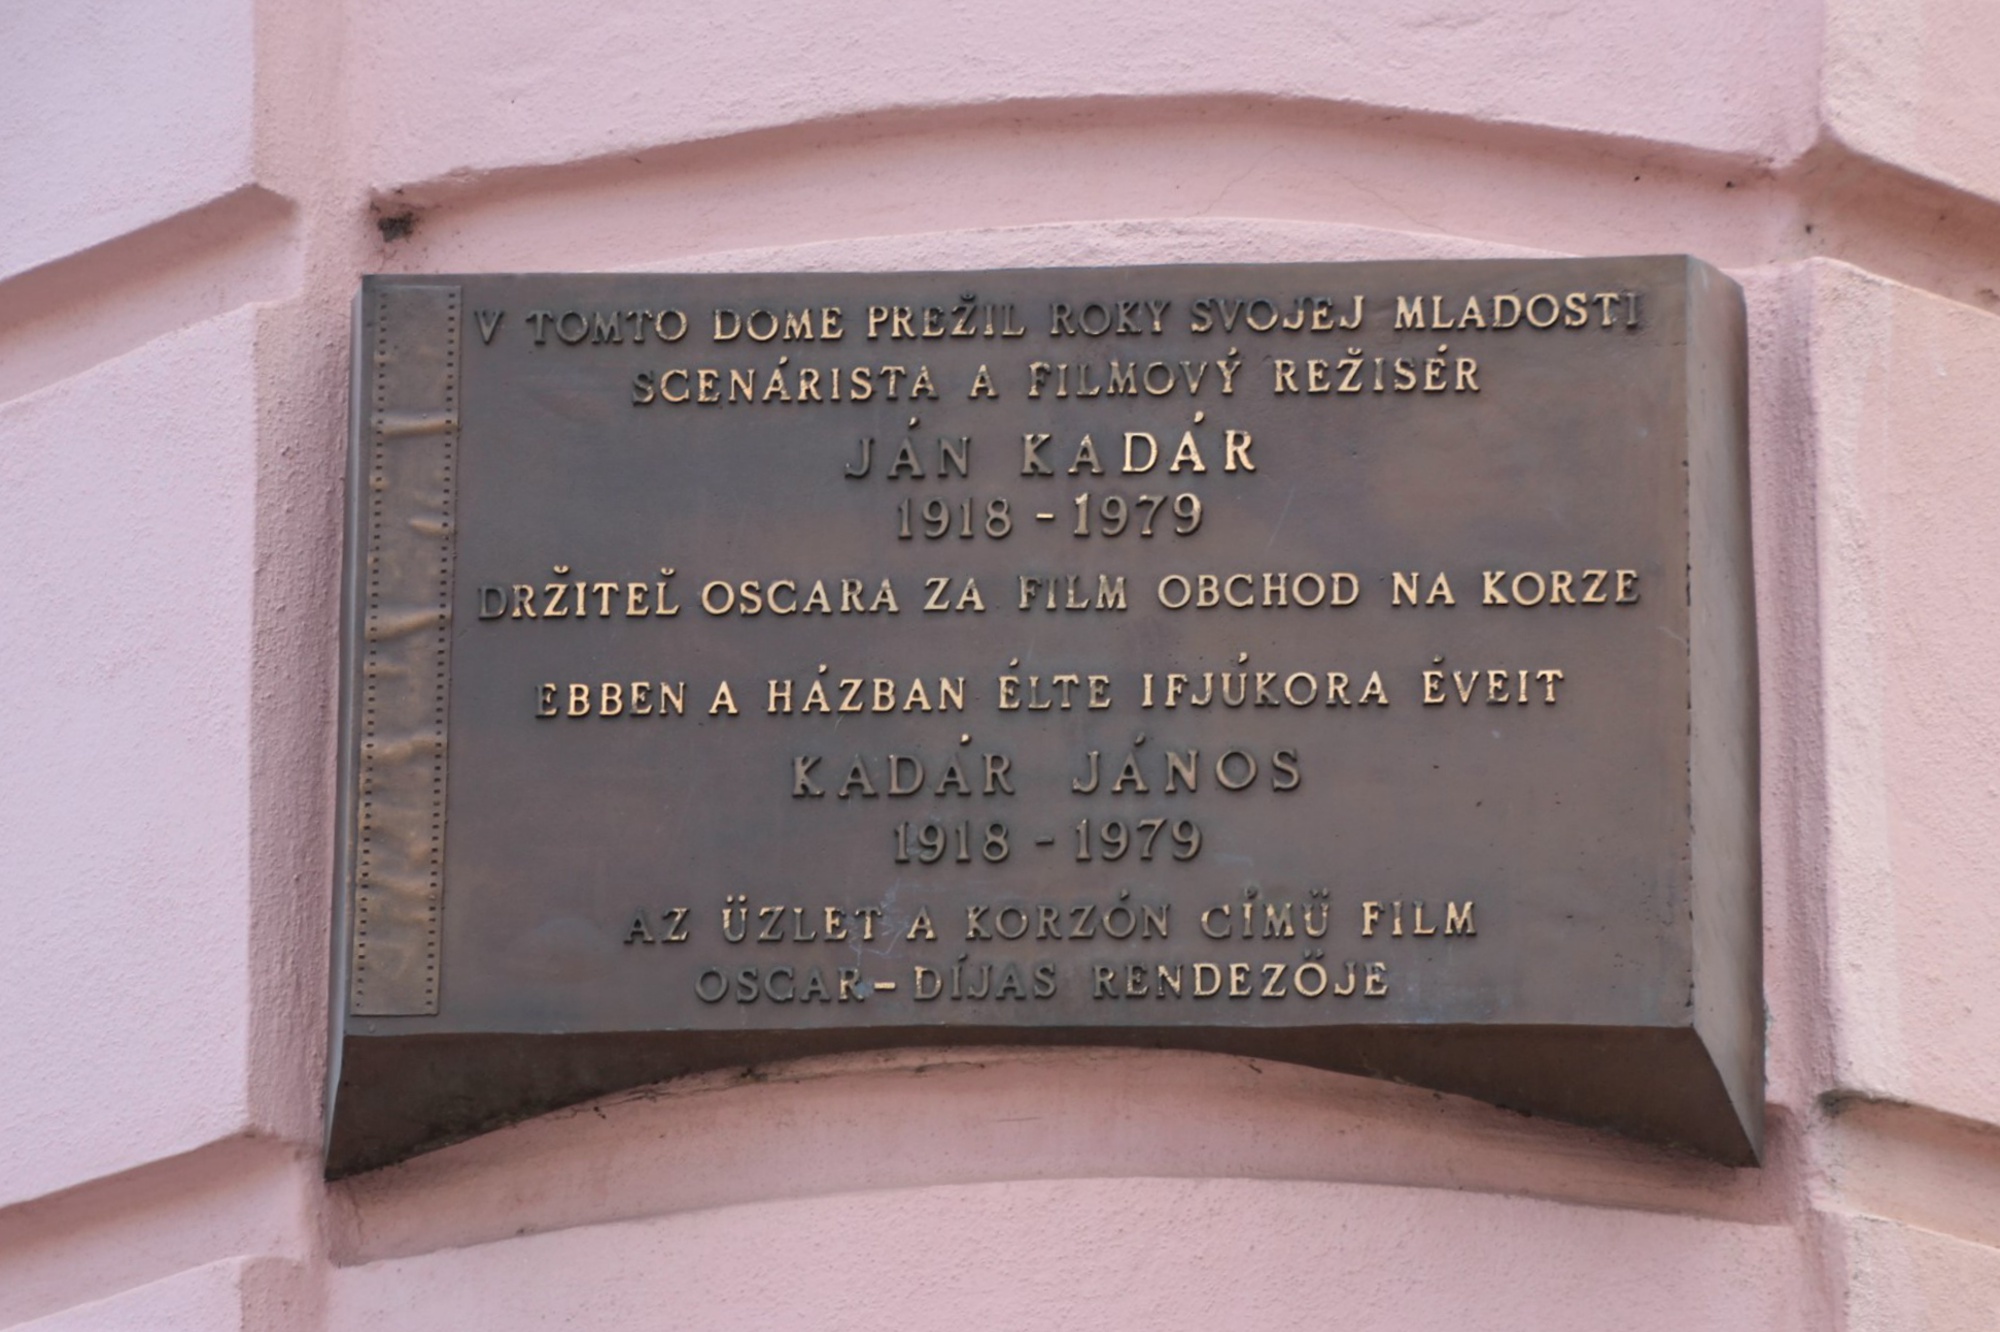 V TOMTO DOME PREŽIL ROKY SVOJEJ MLADOSTI
SCENÁRISTA A FILMOVÝ REŽISÉR
JÁN KADÁR
1918 - 1979
DRŽITEĽ OSCARA ZA FILM OBCHOD NA KORZE
EBBEN A HÁZBAN ÉLTE IFJÚKORA ÉVEIT
KADÁR JÁNOS
1918 - 1979
AZ ÜZLET A KORZÓN CÍMŰ FILM
OSCAR-DÍJAS RENDEZŐJE